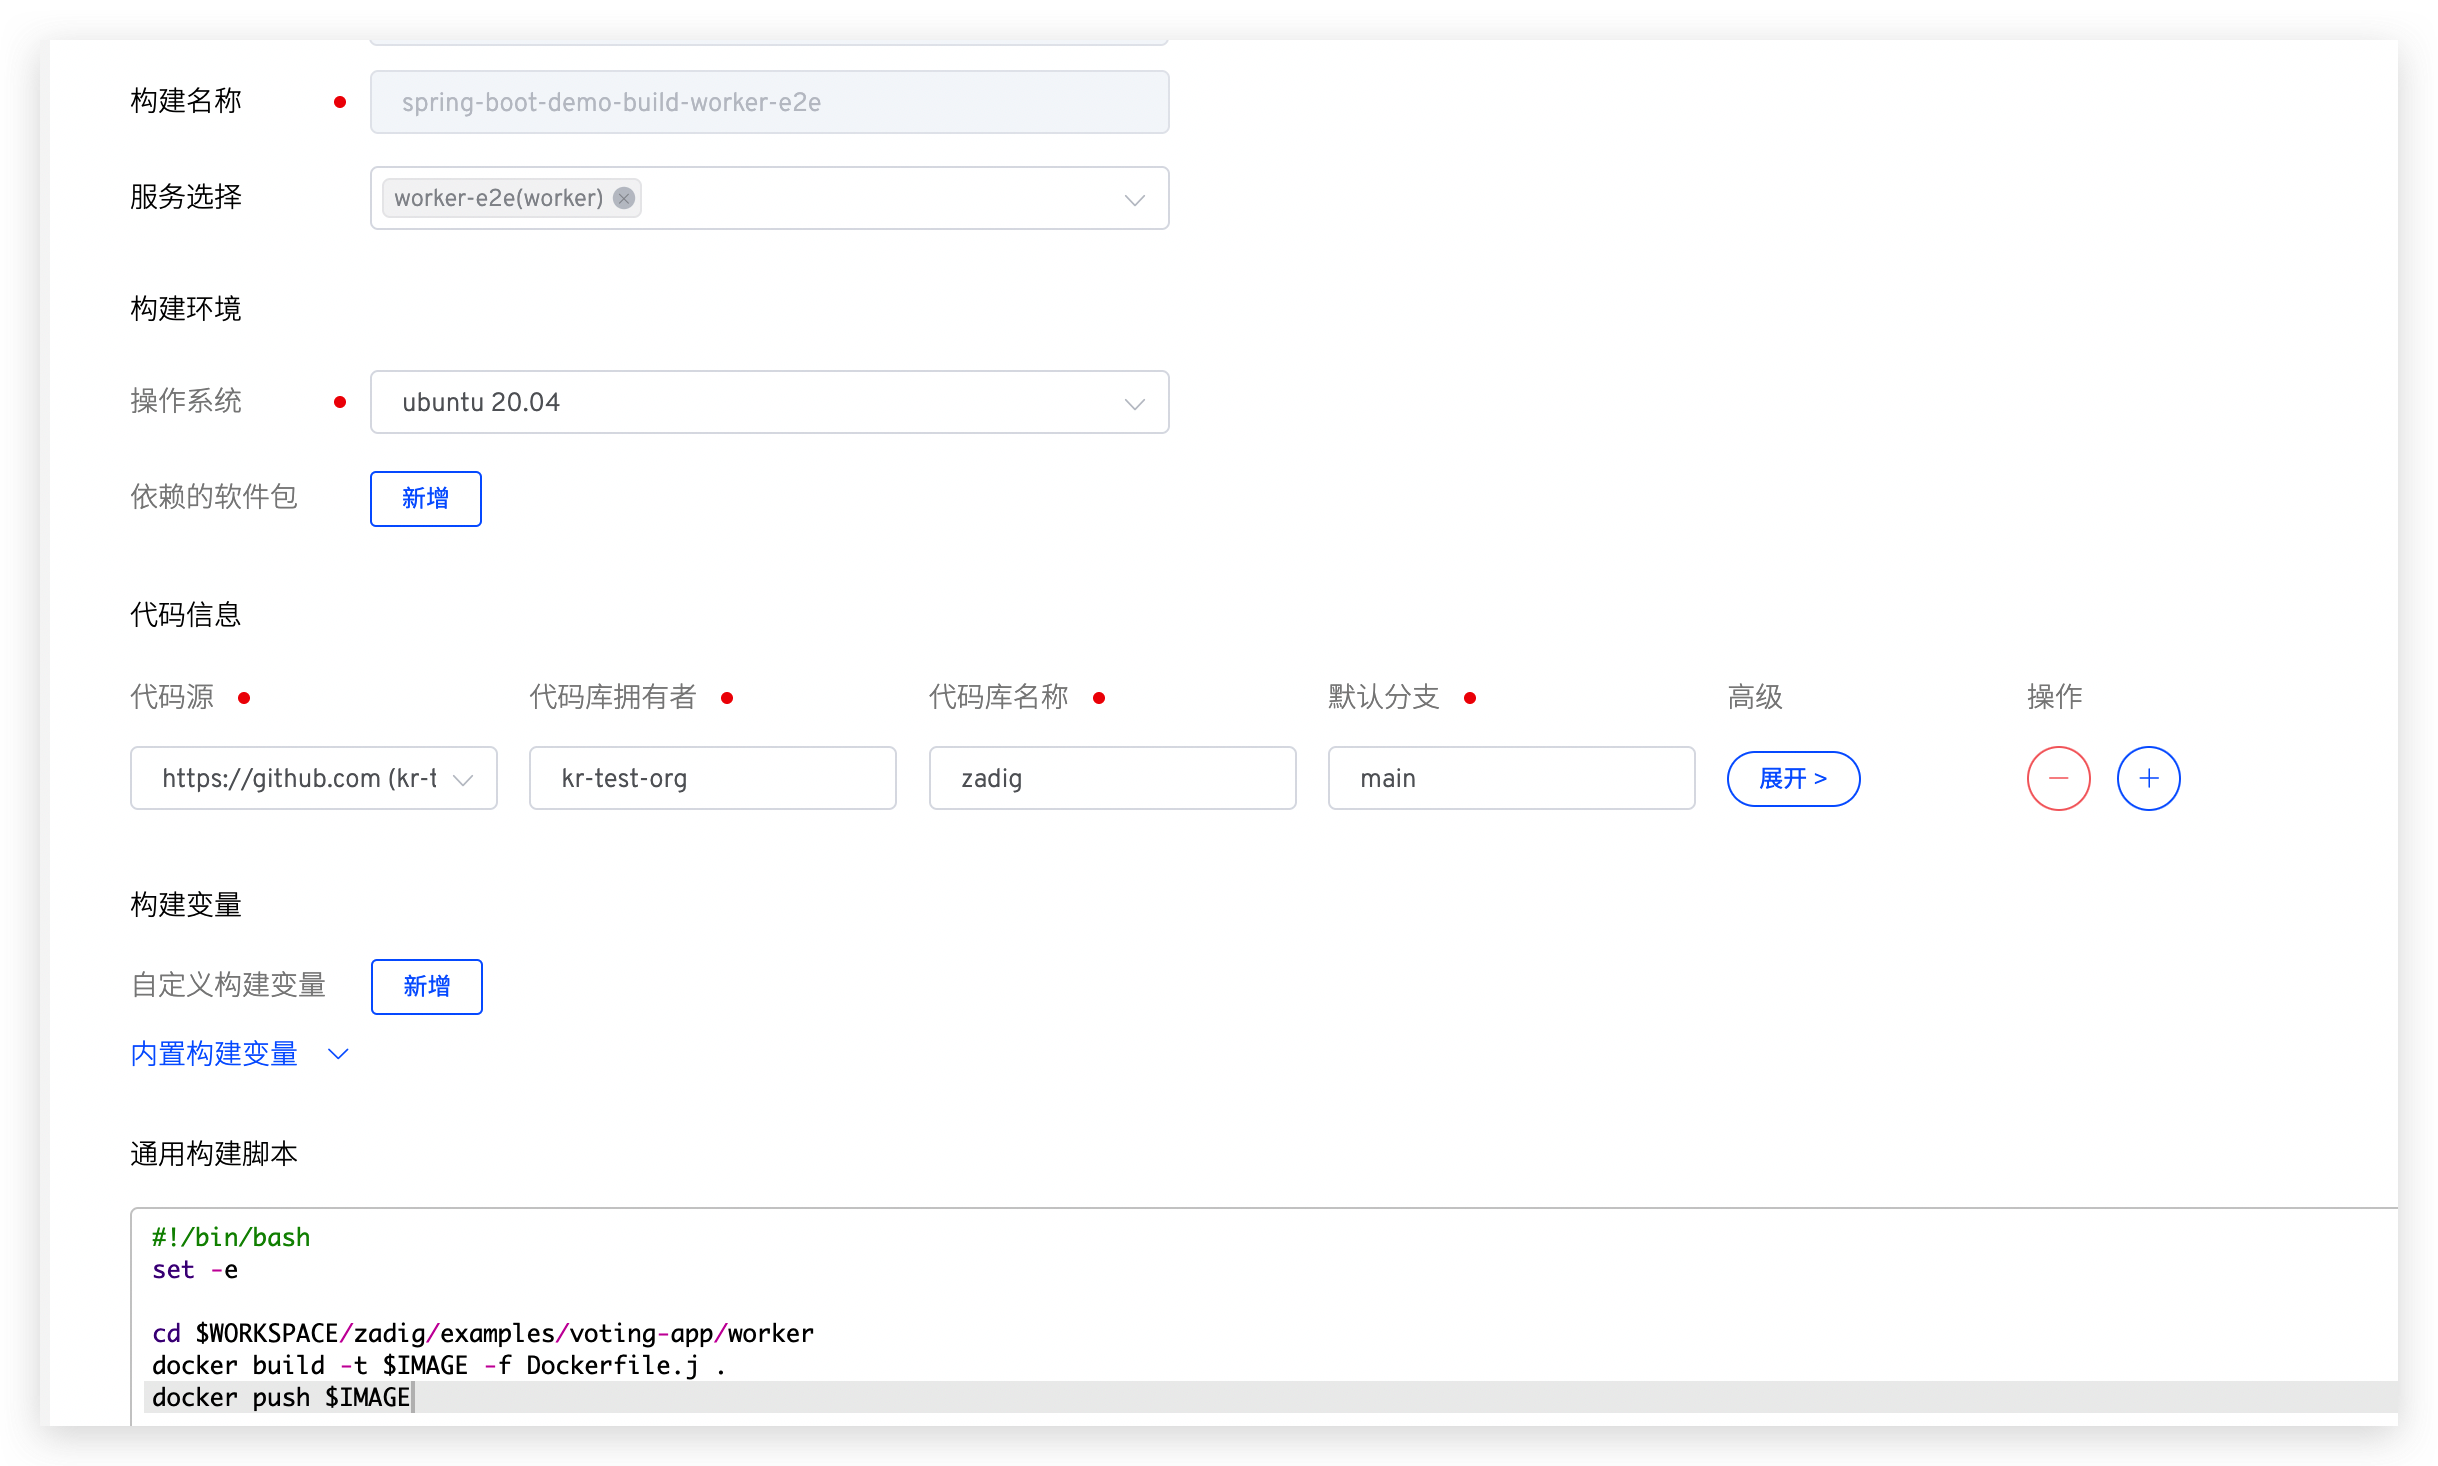 构建名称 spring-boot-demo-build-worker-e2e
服务选择 worker-e2e(worker)
构建环境
操作系统 ubuntu 20.04
依赖的软件包 新增
代码信息
代码源 代码库拥有者 代码库名称 默认分支 高级 操作
https://github.com (kr-t kr-test-org zadig main 展开 >
构建变量
自定义构建变量 新增
内置构建变量
通用构建脚本
#!/bin/bash
set -e
cd $WORKSPACE/zadig/examples/voting-app/worker
docker build -t $IMAGE -f Dockerfile.j .
docker push $IMAGE